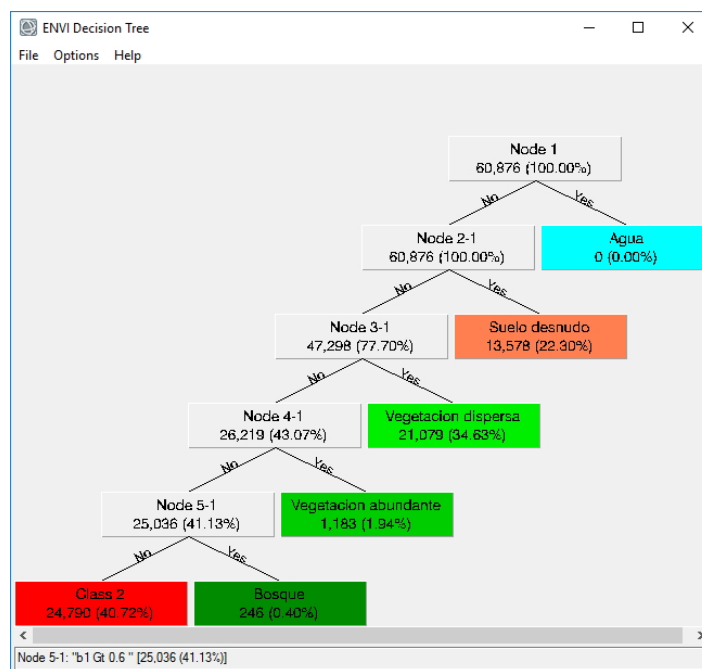 ENVI Decision Tree
File Options Help
Node 1
60,876 (100.00%)
No Yes
Node 2-1
60,876 (100.00%)
Agua
0 (0.00%)
No Yes
Node 3-1
47,298 (77.70%)
Suelo desnudo
13,578 (22.30%)
No Yes
Node 4-1
26,219 (43.07%)
Vegetacion dispersa
21,079 (34.63%)
No Yes
Node 5-1
25,036 (41.13%)
Vegetacion abundante
1,183 (1.94%)
No Yes
Class 2
24,790 (40.72%)
Bosque
246 (0.40%)
Node 5-1: "b1 Gt 0.6 " [25,036 (41.13%)]